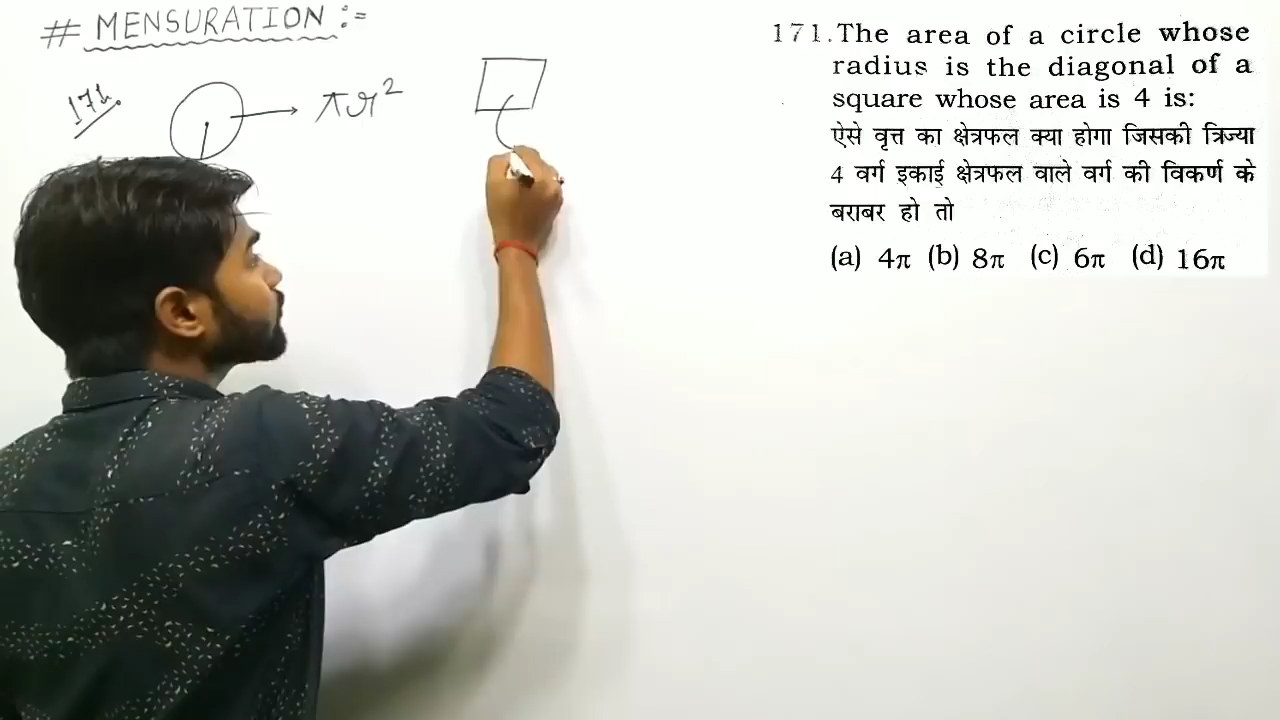 # MENSURATION :=
171.
πr²
171.The area of a circle whose
radius is the diagonal of a
square whose area is 4 is:
ऐसे वृत्त का क्षेत्रफल क्या होगा जिसकी त्रिज्या
4 वर्ग इकाई क्षेत्रफल वाले वर्ग की विकर्ण के
बराबर हो तो
(a) 4π (b) 8π (c) 6π (d) 16π